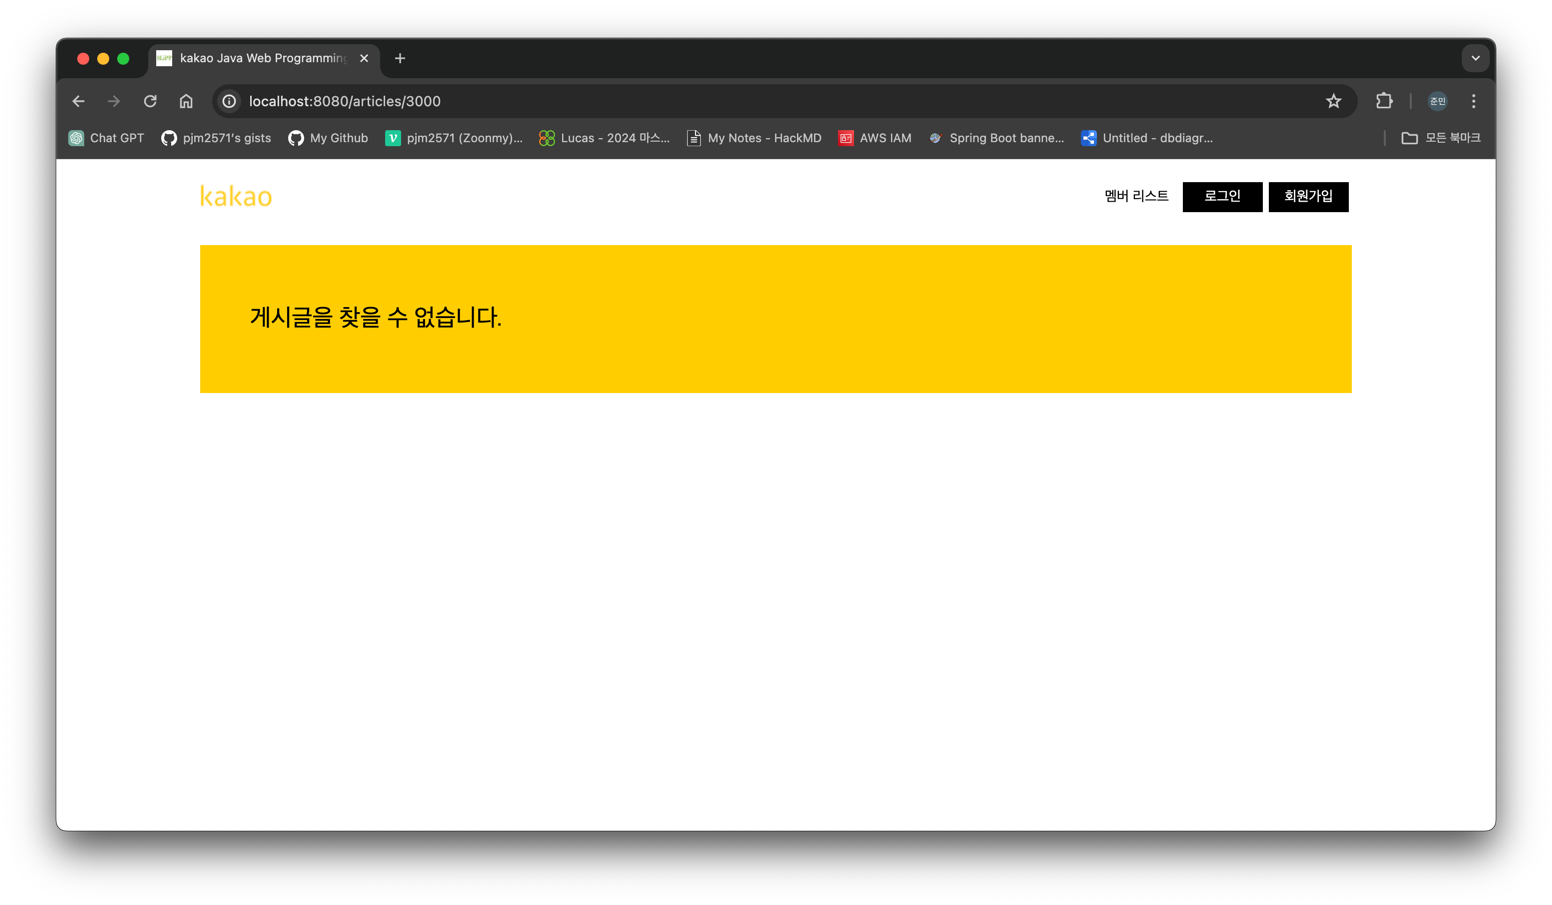 kakao Java Web Programming
localhost:8080/articles/3000
준민
Chat GPT
pjm2571's gists
My Github
pjm2571 (Zoonmy)...
Lucas - 2024 마스...
My Notes - HackMD
AWS IAM
Spring Boot banne...
Untitled - dbdiagr...
모든 북마크
kakao
멤버 리스트
로그인
회원가입
게시글을 찾을 수 없습니다.